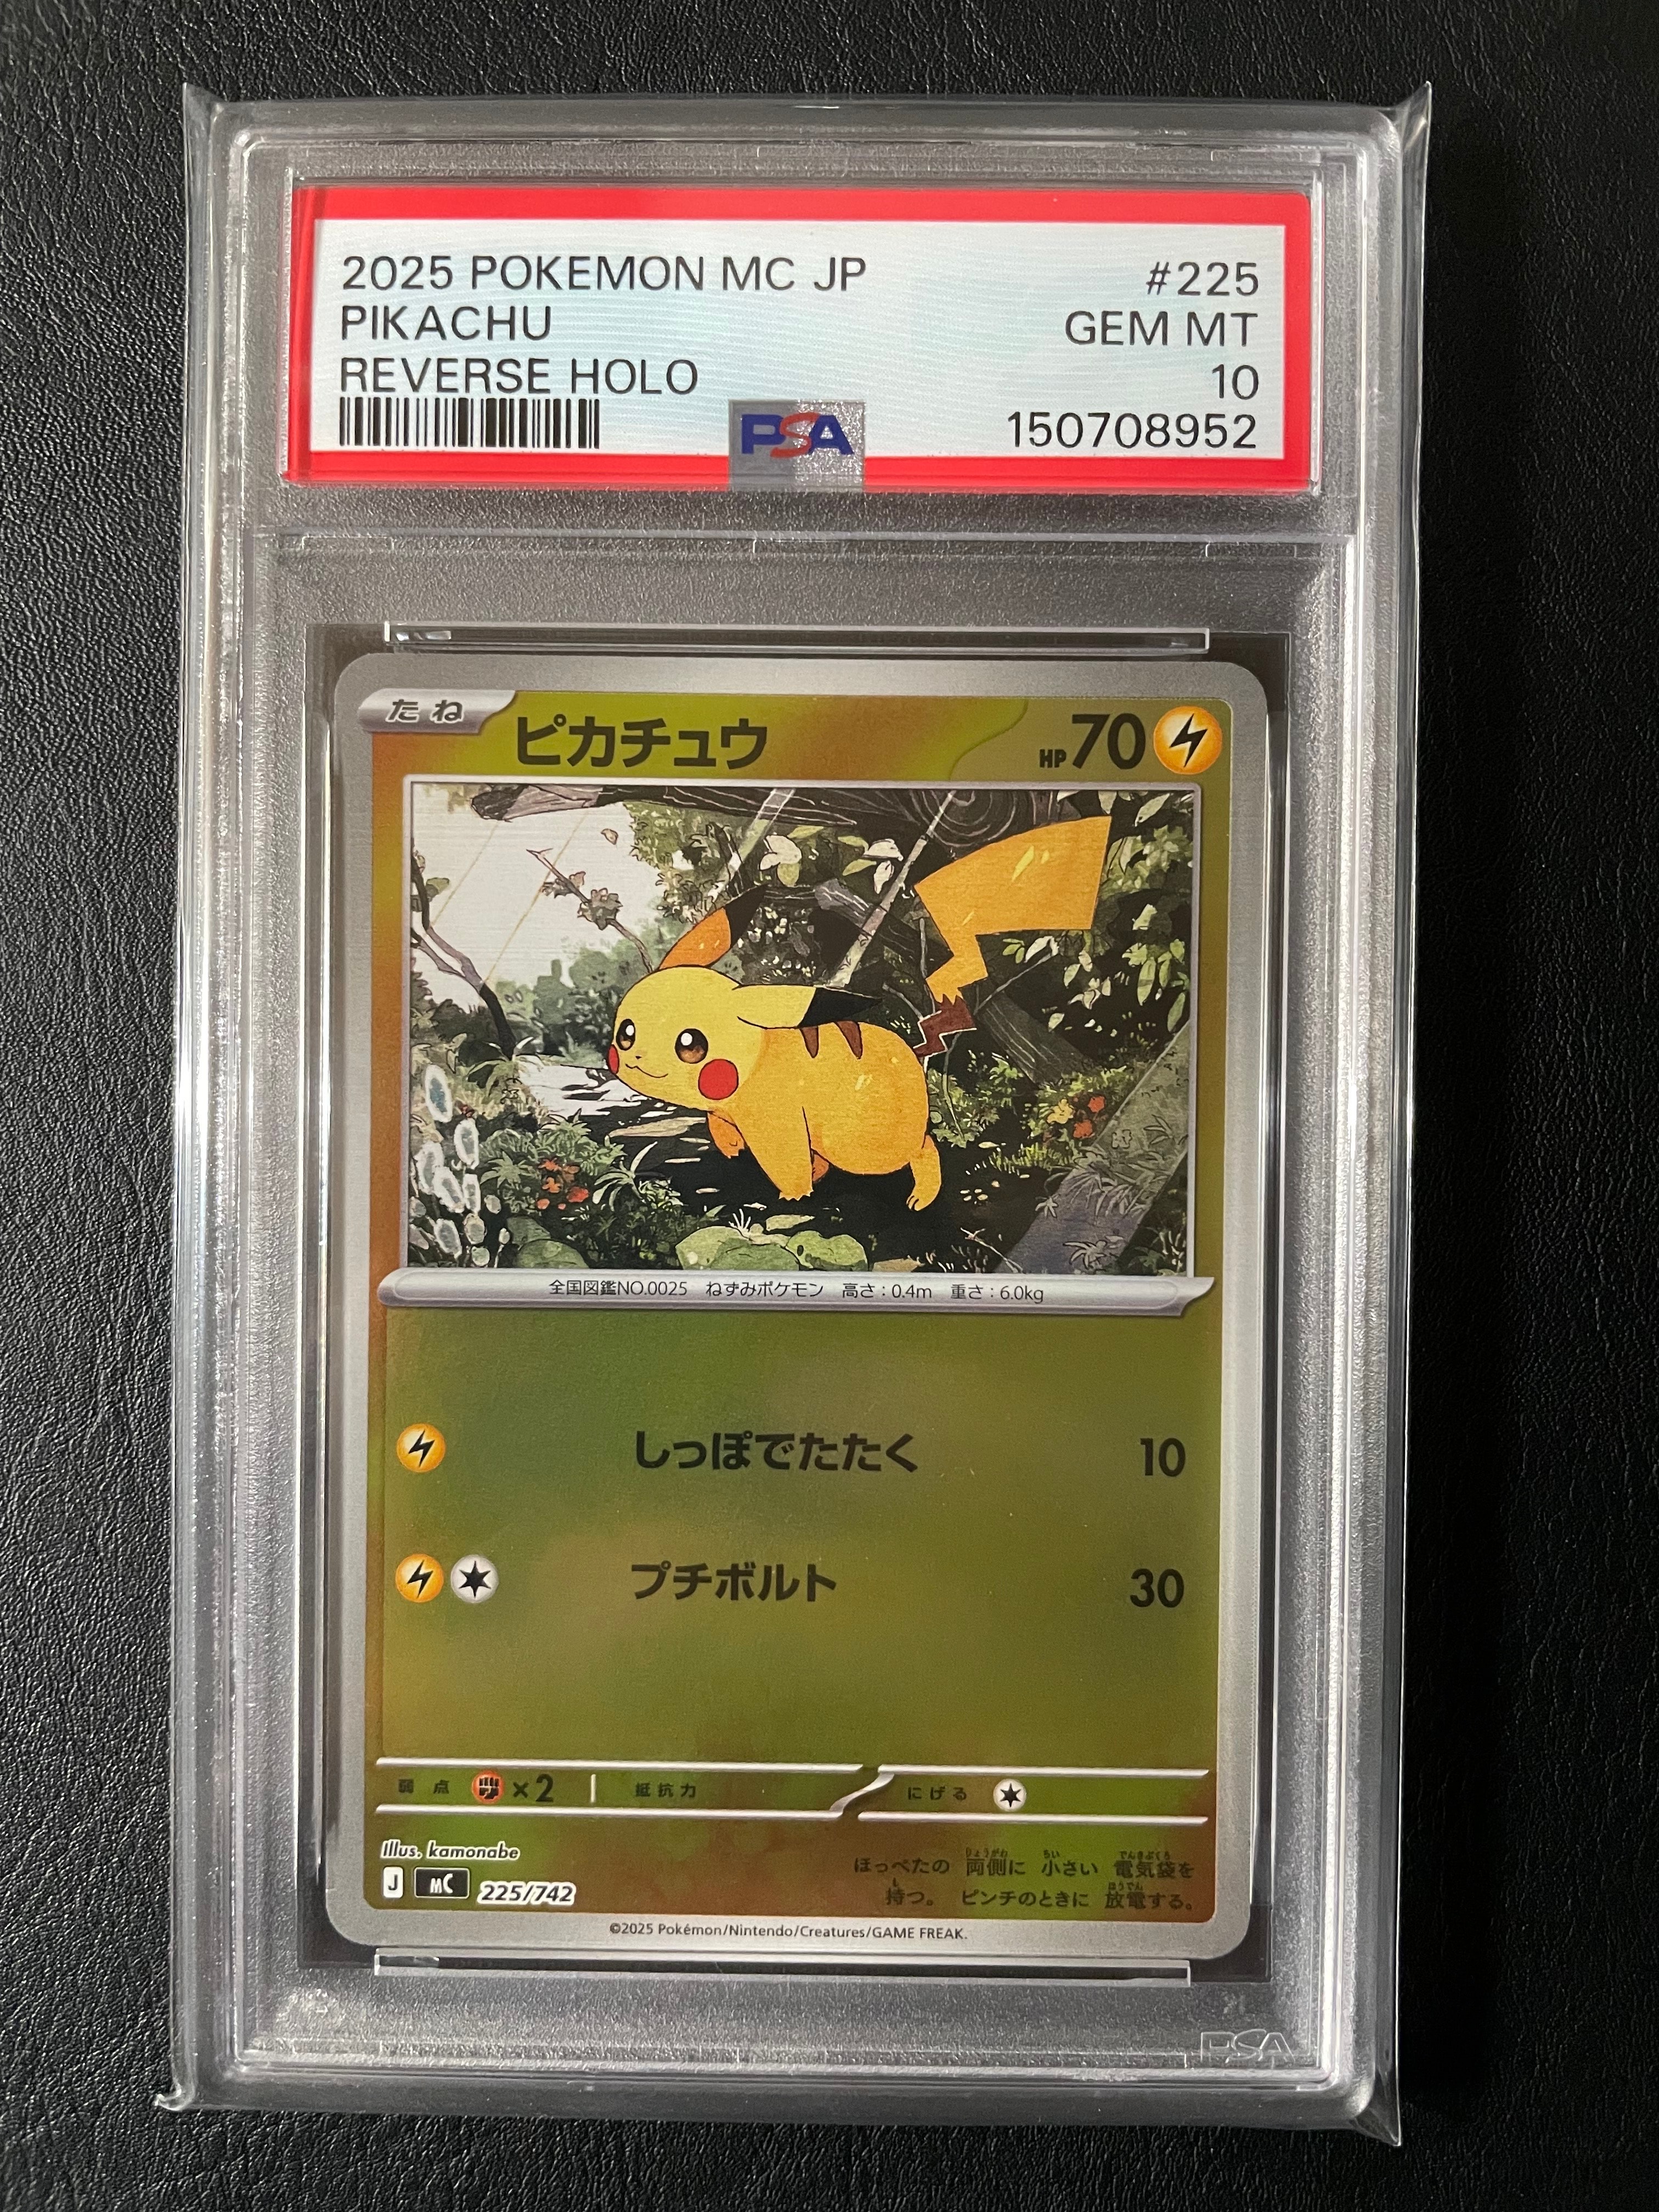 2025 POKEMON MC JP #225
PIKACHU GEM MT
REVERSE HOLO 10
PSA 150708952
たね ピカチュウ HP70
全国図鑑NO.0025 ねずみポケモン 高さ:0.4m 重さ:6.0kg
しっぽでたたく 10
プチボルト 30
弱点 ×2 抵抗力 にげる
Illus. kamonabe
ほっぺたの 両側に 小さい 電気袋を
持つ。 ピンチのときに 放電する。
J MC 225/742
©2025 Pokémon/Nintendo/Creatures/GAME FREAK.
PSA